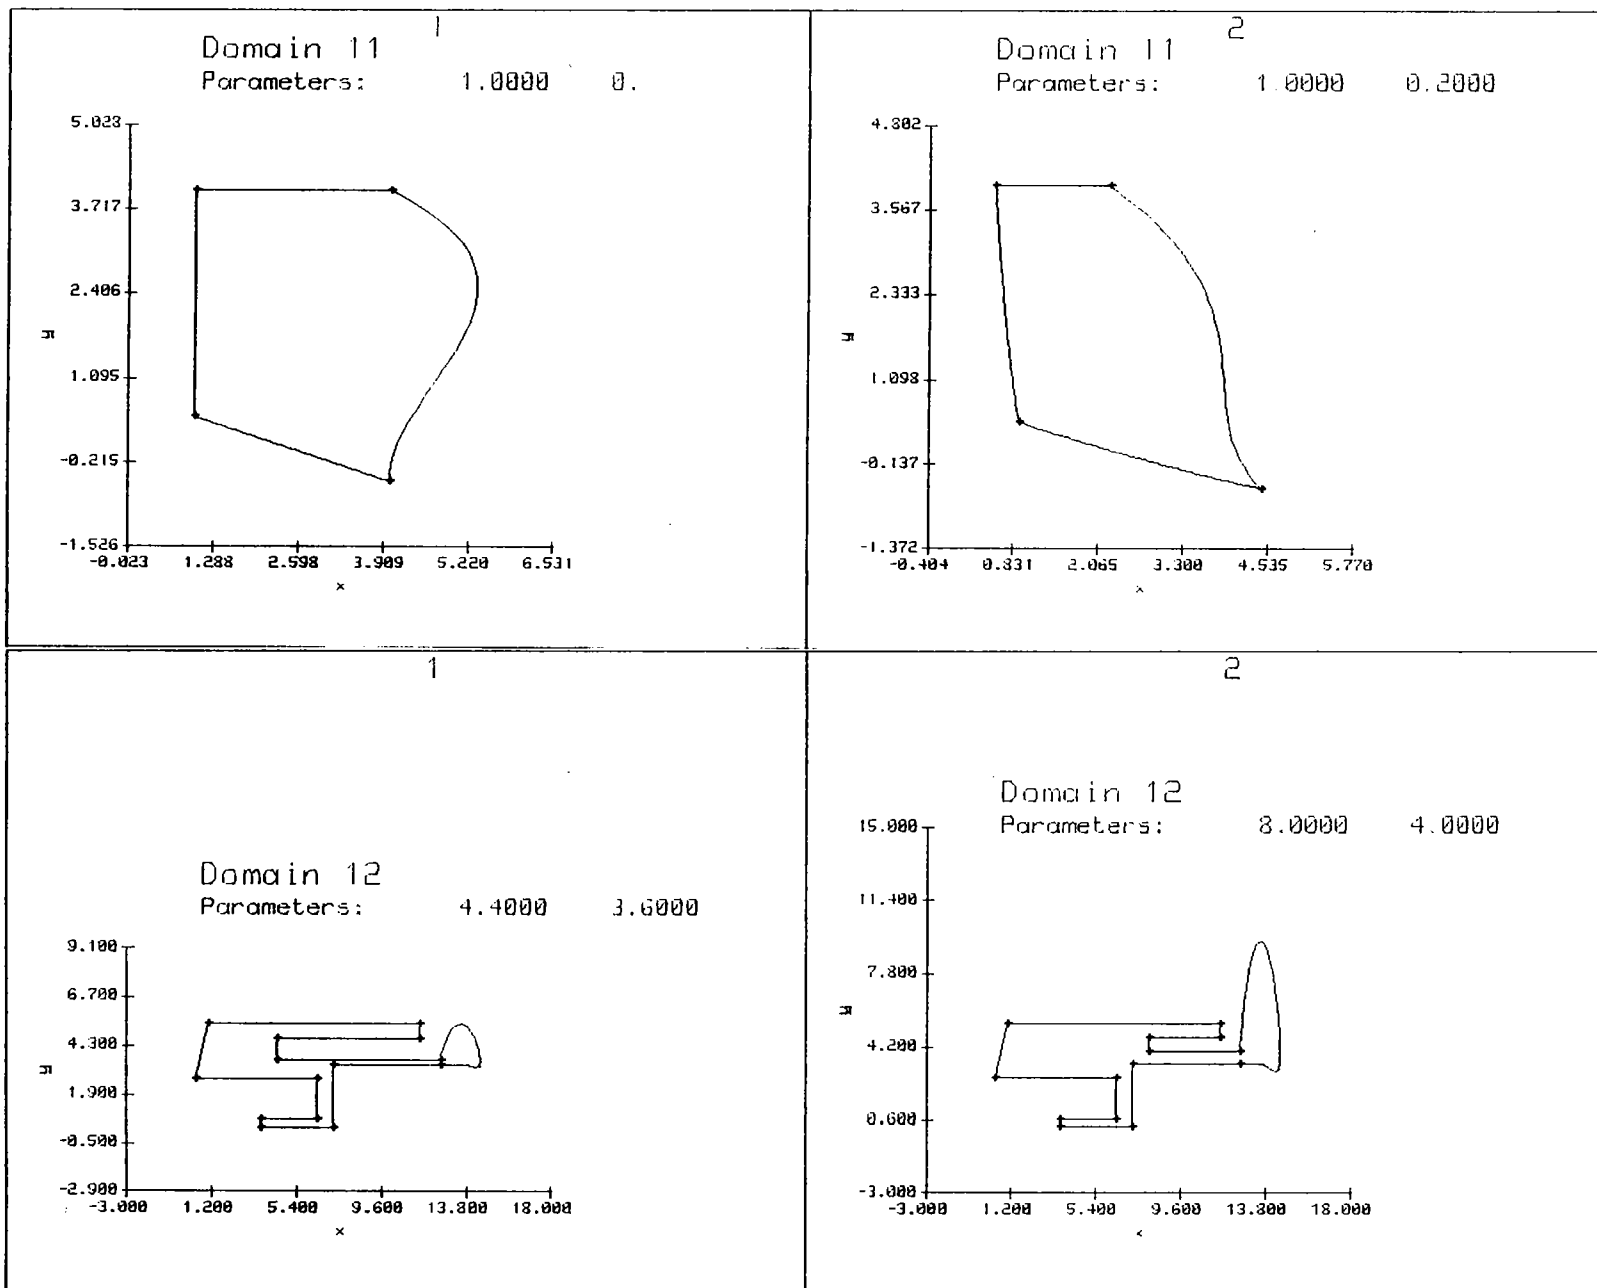 1
Domain 11
Parameters: 1.0000 0.
5.023
3.717
2.406
1.095
-0.215
-1.526
y
-0.023 1.288 2.598 3.909 5.220 6.531
x
2
Domain 11
Parameters: 1.0000 0.2000
4.802
3.567
2.333
1.098
-0.137
-1.372
y
-0.404 0.831 2.065 3.300 4.535 5.770
x
1
Domain 12
Parameters: 4.4000 3.6000
9.100
6.700
4.300
1.900
-0.500
-2.900
y
-3.000 1.200 5.400 9.600 13.800 18.000
x
2
Domain 12
Parameters: 8.0000 4.0000
15.000
11.400
7.800
4.200
0.600
-3.000
y
-3.000 1.200 5.400 9.600 13.800 18.000
x